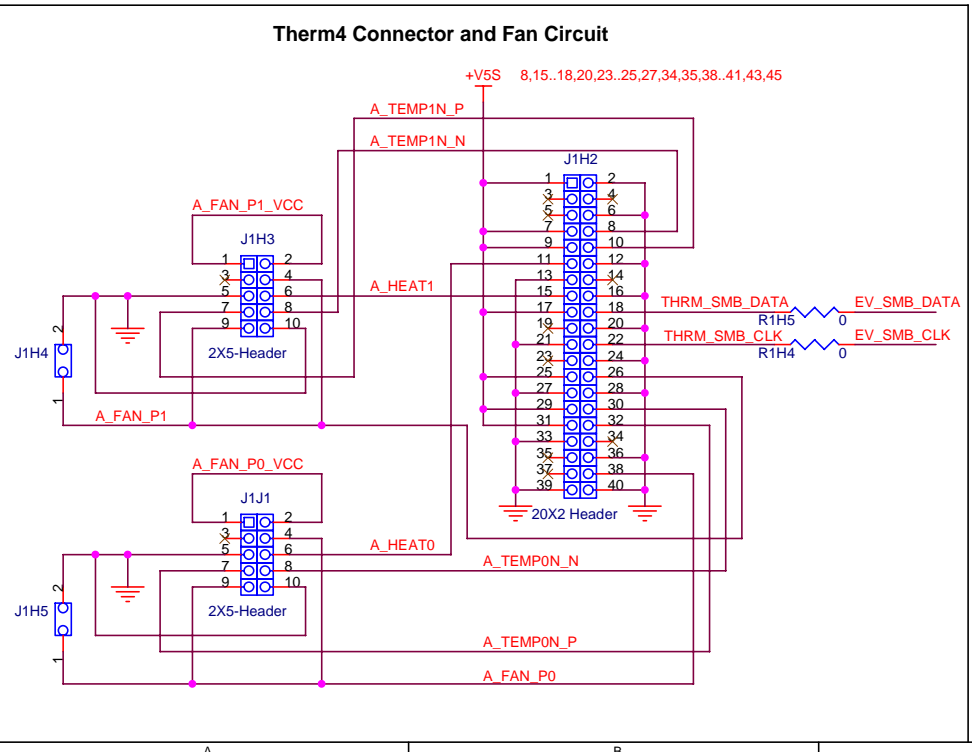 Therm4 Connector and Fan Circuit
+V5S 8,15..18,20,23..25,27,34,35,38..41,43,45
A_TEMP1N_P
A_TEMP1N_N
J1H2
1 2
3 4
5 6
7 8
9 10
11 12
13 14
15 16
17 18
19 20
21 22
23 24
25 26
27 28
29 30
31 32
33 34
35 36
37 38
39 40
20X2 Header
A_FAN_P1_VCC
J1H3
1 2
3 4
5 6
7 8
9 10
2X5-Header
A_HEAT1
THRM_SMB_DATA
R1H5
0
EV_SMB_DATA
THRM_SMB_CLK
R1H4
0
EV_SMB_CLK
2
J1H4
1
A_FAN_P1
A_FAN_P0_VCC
J1J1
1 2
3 4
5 6
7 8
9 10
2X5-Header
A_HEAT0
A_TEMP0N_N
2
J1H5
1
A_TEMP0N_P
A_FAN_P0
A
B